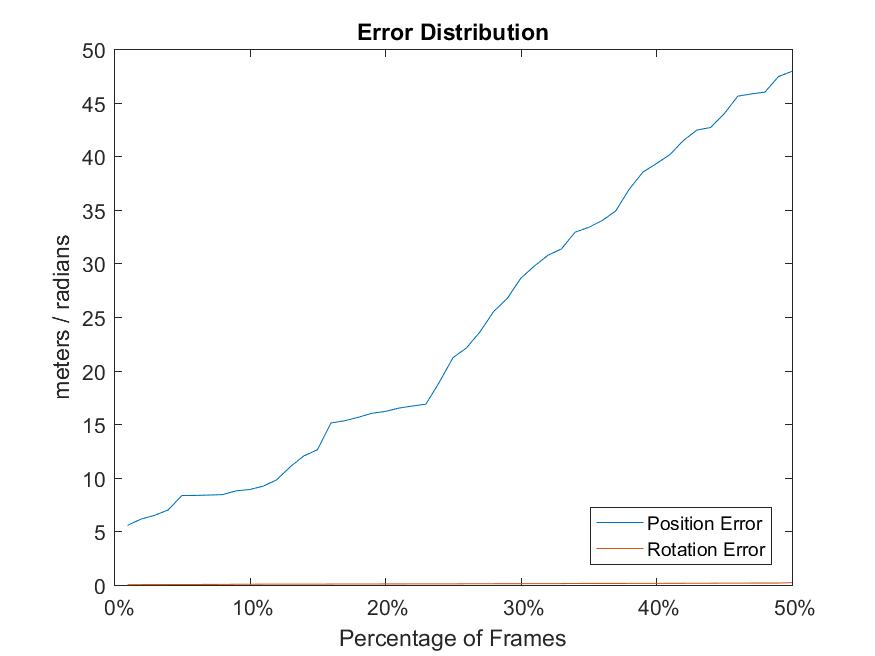 Error Distribution
50
45
40
35
30
25
20
15
10
5
0
meters / radians
Position Error
Rotation Error
0% 10% 20% 30% 40% 50%
Percentage of Frames